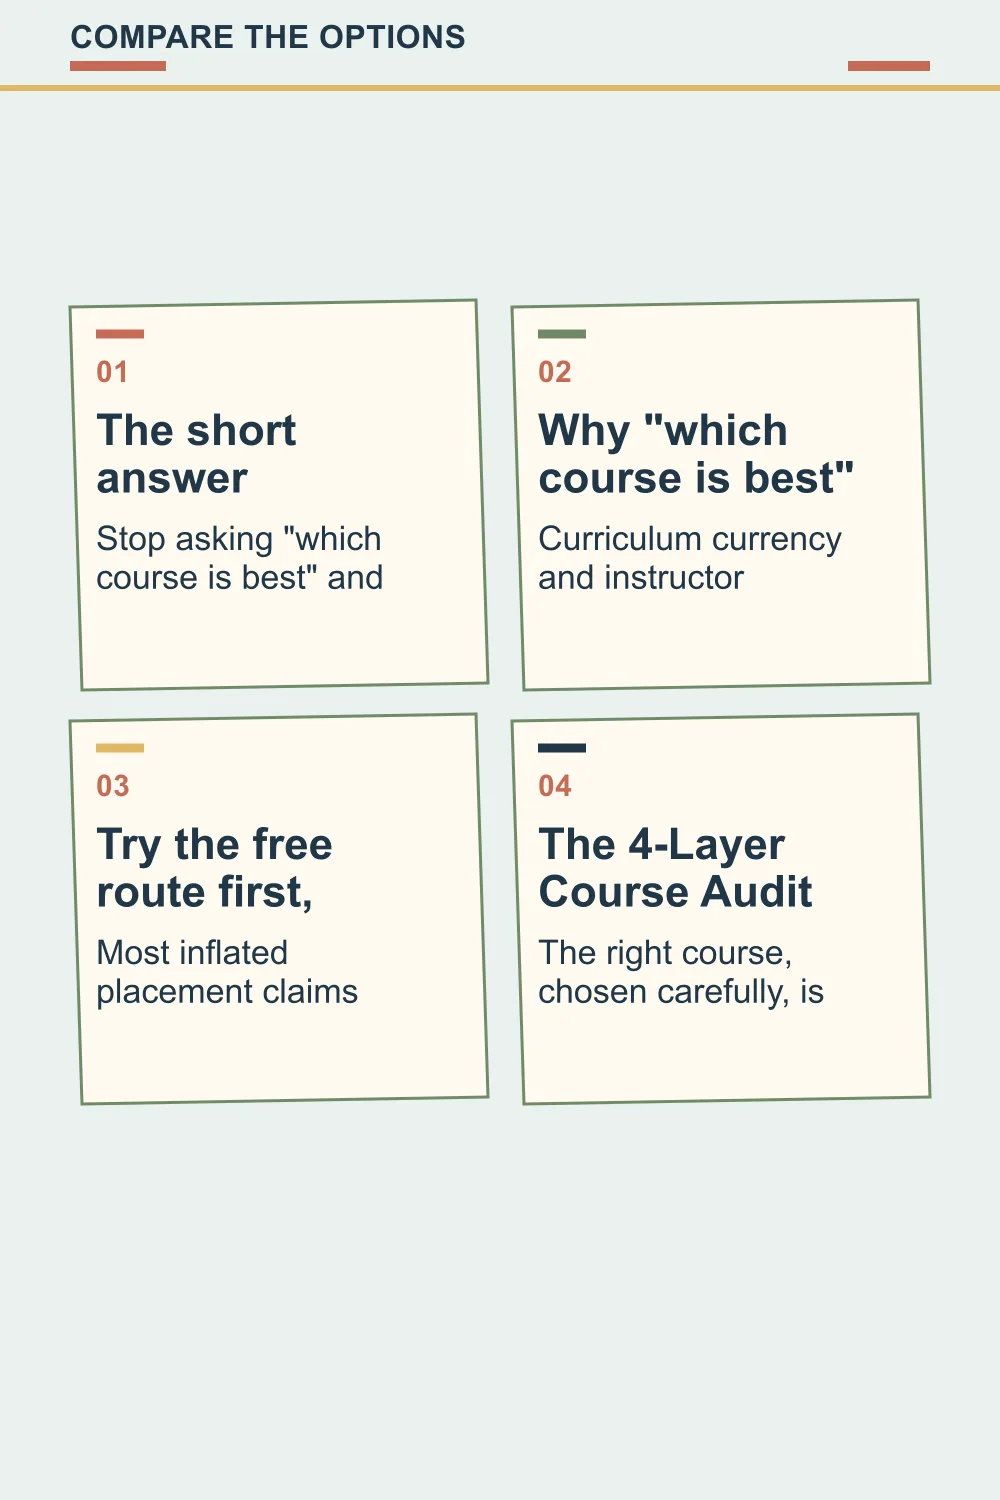 COMPARE THE OPTIONS
01
The short
answer
Stop asking "which
course is best" and
02
Why "which
course is best"
Curriculum currency
and instructor
03
Try the free
route first,
Most inflated
placement claims
04
The 4-Layer
Course Audit
The right course,
chosen carefully, is